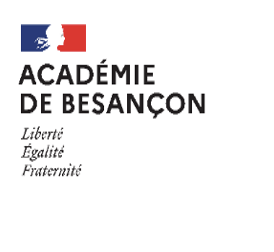 ACADÉMIE
DE BESANÇON
Liberté
Égalité
Fraternité